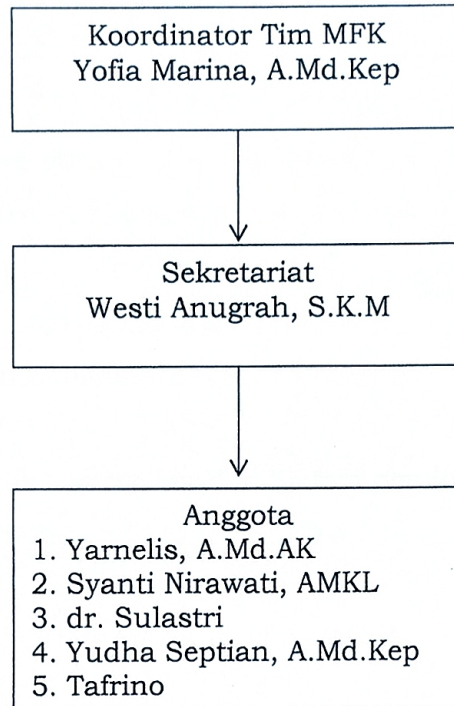 Koordinator Tim MFK
Yofia Marina, A.Md.Kep
Sekretariat
Westi Anugrah, S.K.M
Anggota
1. Yarnelis, A.Md.AK
2. Syanti Nirawati, AMKL
3. dr. Sulastri
4. Yudha Septian, A.Md.Kep
5. Tafrino